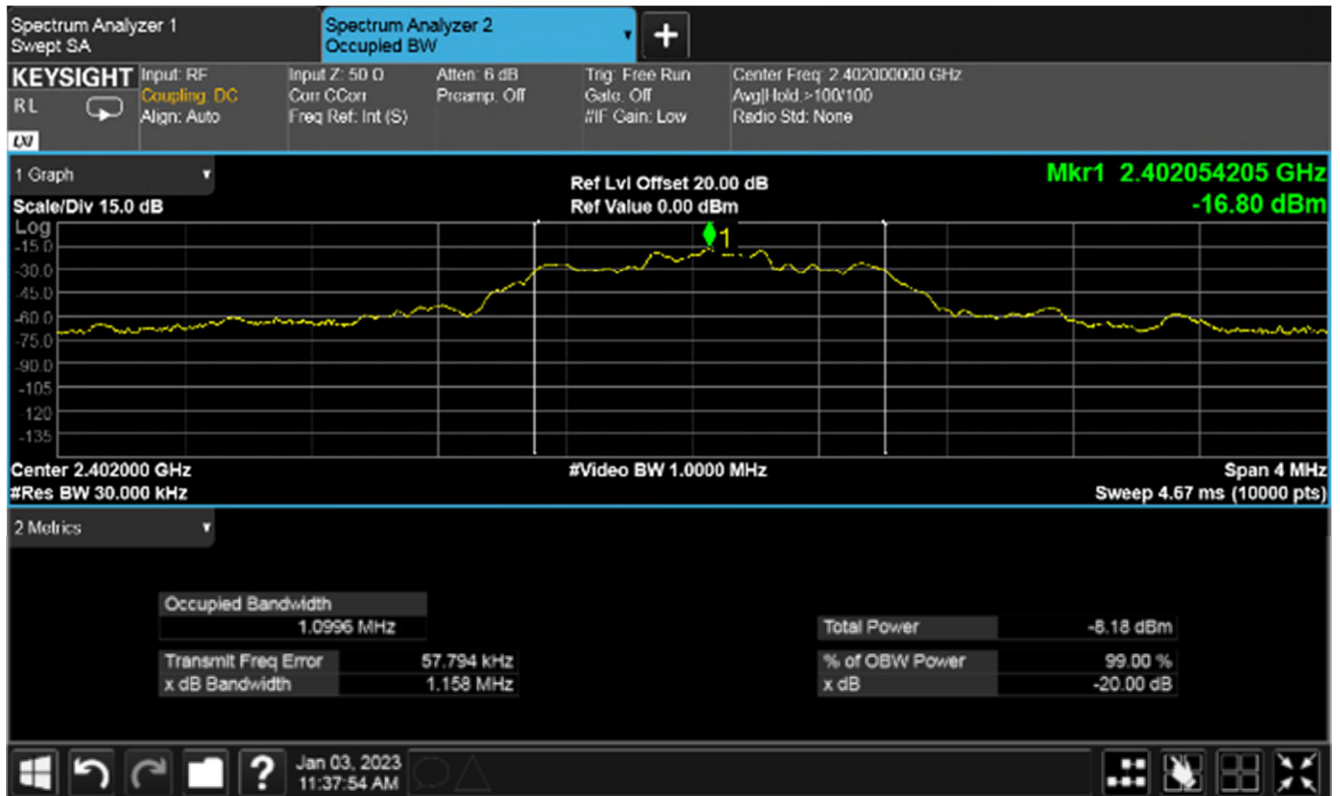 Spectrum Analyzer 1
Swept SA
Spectrum Analyzer 2
Occupied BW
+
KEYSIGHT
RL
LXI
Input: RF
Coupling: DC
Align: Auto
Input Z: 50 Ω
Corr CCorr
Freq Ref: Int (S)
Atten: 6 dB
Preamp: Off
Trig: Free Run
Gate: Off
#IF Gain: Low
Center Freq: 2.402000000 GHz
Avg|Hold:>100/100
Radio Std: None
1 Graph
Scale/Div 15.0 dB
Ref Lvl Offset 20.00 dB
Ref Value 0.00 dBm
Mkr1 2.402054205 GHz
-16.80 dBm
Log
1
-15.0
-30.0
-45.0
-60.0
-75.0
-90.0
-105
-120
-135
Center 2.402000 GHz
#Res BW 30.000 kHz
#Video BW 1.0000 MHz
Span 4 MHz
Sweep 4.67 ms (10000 pts)
2 Metrics
Occupied Bandwidth
1.0996 MHz
Transmit Freq Error 57.794 kHz
x dB Bandwidth 1.158 MHz
Total Power -8.18 dBm
% of OBW Power 99.00 %
x dB -20.00 dB
?
Jan 03, 2023
11:37:54 AM